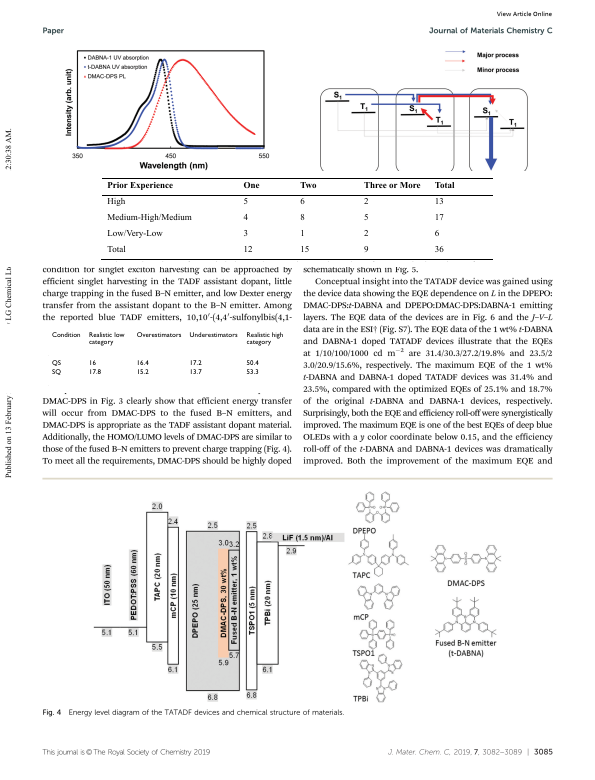 View Article Online
Paper
Journal of Materials Chemistry C
DABNA-1 UV absorption
t-DABNA UV absorption
DMAC-DPS PL
Intensity (arb. unit)
350 450 550
Wavelength (nm)
Major process
Minor process
S1
T1
S1
T1
S1
T1
Prior Experience One Two Three or More Total
High 5 6 2 13
Medium-High/Medium 4 8 5 17
Low/Very-Low 3 1 2 6
Total 12 15 9 36
condition for singlet exciton harvesting can be approached by
efficient singlet harvesting in the TADF assistant dopant, little
charge trapping in the fused B–N emitter, and low Dexter energy
transfer from the assistant dopant to the B–N emitter. Among
the reported blue TADF emitters, 10,10′-(4,4′-sulfonylbis(4,1-
Condition Realistic low category Overestimators Underestimators Realistic high category
QS 16 16.4 17.2 50.4
SQ 17.8 15.2 13.7 53.3
DMAC-DPS in Fig. 3 clearly show that efficient energy transfer
will occur from DMAC-DPS to the fused B–N emitters, and
DMAC-DPS is appropriate as the TADF assistant dopant material.
Additionally, the HOMO/LUMO levels of DMAC-DPS are similar to
those of the fused B–N emitters to prevent charge trapping (Fig. 4).
To meet all the requirements, DMAC-DPS should be highly doped
schematically shown in Fig. 5.
Conceptual insight into the TATADF device was gained using
the device data showing the EQE dependence on L in the DPEPO:
DMAC-DPS:t-DABNA and DPEPO:DMAC-DPS:DABNA-1 emitting
layers. The EQE data of the devices are in Fig. 6 and the J–V–L
data are in the ESI† (Fig. S7). The EQE data of the 1 wt% t-DABNA
and DABNA-1 doped TATADF devices illustrate that the EQEs
at 1/10/100/1000 cd m−2 are 31.4/30.3/27.2/19.8% and 23.5/2
3.0/20.9/15.6%, respectively. The maximum EQE of the 1 wt%
t-DABNA and DABNA-1 doped TATADF devices was 31.4% and
23.5%, compared with the optimized EQEs of 25.1% and 18.7%
of the original t-DABNA and DABNA-1 devices, respectively.
Surprisingly, both the EQE and efficiency roll-off were synergistically
improved. The maximum EQE is one of the best EQEs of deep blue
OLEDs with a y color coordinate below 0.15, and the efficiency
roll-off of the t-DABNA and DABNA-1 devices was dramatically
improved. Both the improvement of the maximum EQE and
2.0
2.4
2.5
2.5
2.8
LiF (1.5 nm)/Al
2.9
3.0
3.2
ITO (50 nm)
PEDOT:PSS (60 nm)
TAPC (20 nm)
mCP (10 nm)
DPEPO (25 nm)
DMAC-DPS, 30 wt%
Fused B-N emitter, 1 wt%
TSPO1 (5 nm)
TPBi (20 nm)
5.1
5.1
5.5
6.1
5.9
5.7
6.8
6.8
6.1
DPEPO
TAPC
mCP
TSPO1
TPBi
DMAC-DPS
Fused B-N emitter
(t-DABNA)
Fig. 4 Energy level diagram of the TATADF devices and chemical structure of materials.
This journal is © The Royal Society of Chemistry 2019
J. Mater. Chem. C, 2019, 7, 3082–3089 | 3085
Published on 13 February
LG Chemical
2:30:38 AM.